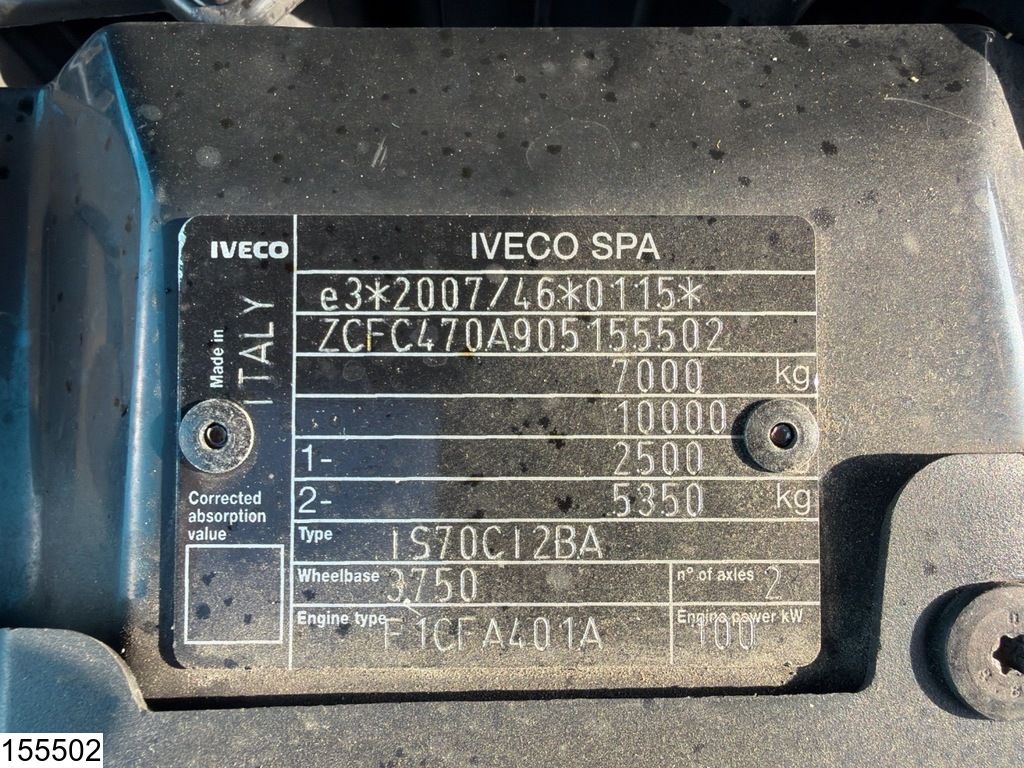 IVECO IVECO SPA
e3*2007/46*0115*
ZCFC470A905155502
Made in ITALY
7000 kg
10000
1- 2500
2- 5350 kg
Corrected
absorption
value
Type IS70CI2BA
Wheelbase 3750 n° of axles 2
Engine type F1CFA401A Engine power kW 100
155502